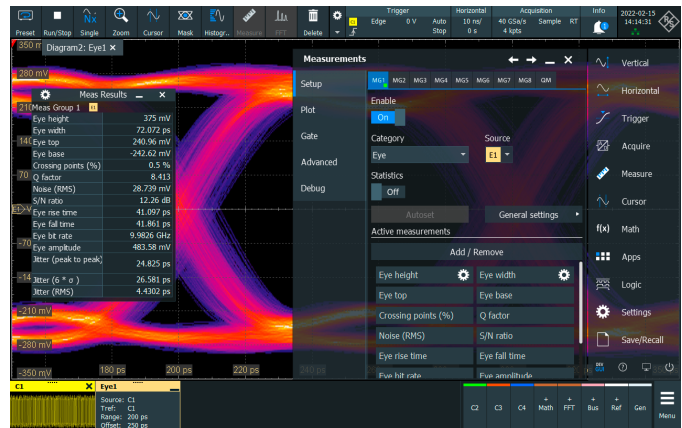 Preset
Run/Stop
Single
Zoom
Cursor
Mask
Histogr..
Measure
FFT
Delete
Trigger
Edge 0 V Auto
Stop
Horizontal
10 ns/
0 s
Acquisition
40 GSa/s Sample RT
4 kpts
Info
2022-02-15
14:14:31
350 m
Diagram2: Eye1
280 mV
Meas Results
210
Meas Group 1 E1
Eye height 375 mV
Eye width 72.072 ps
140
Eye top 240.96 mV
Eye base -242.62 mV
Crossing points (%) 0.5 %
70
Q factor 8.413
Noise (RMS) 28.739 mV
S/N ratio 12.26 dB
Eye rise time 41.097 ps
Eye fall time 41.861 ps
Eye bit rate 9.9826 GHz
-70
Eye amplitude 483.58 mV
Jitter (peak to peak) 24.825 ps
-14
Jitter (6 * σ ) 26.581 ps
Jitter (RMS) 4.4302 ps
-210 mV
-280 mV
-350 mV
180 ps
200 ps
220 ps
240 ps
Measurements
Setup
Plot
Gate
Advanced
Debug
MG1 MG2 MG3 MG4 MG5 MG6 MG7 MG8 QM
Enable
On
Category
Eye
Source
E1
Statistics
Off
Autoset
General settings
Active measurements
Add / Remove
Eye height
Eye width
Eye top
Eye base
Crossing points (%)
Q factor
Noise (RMS)
S/N ratio
Eye rise time
Eye fall time
Eye bit rate
Eye amplitude
Vertical
Horizontal
Trigger
Acquire
Measure
Cursor
f(x) Math
Apps
Logic
Settings
Save/Recall
C1
Eye1
Source: C1
Tref: C1
Range: 200 ps
Offset: 250 ps
C2
C3
C4
+ Math
+ FFT
+ Bus
+ Ref
Gen
Menu